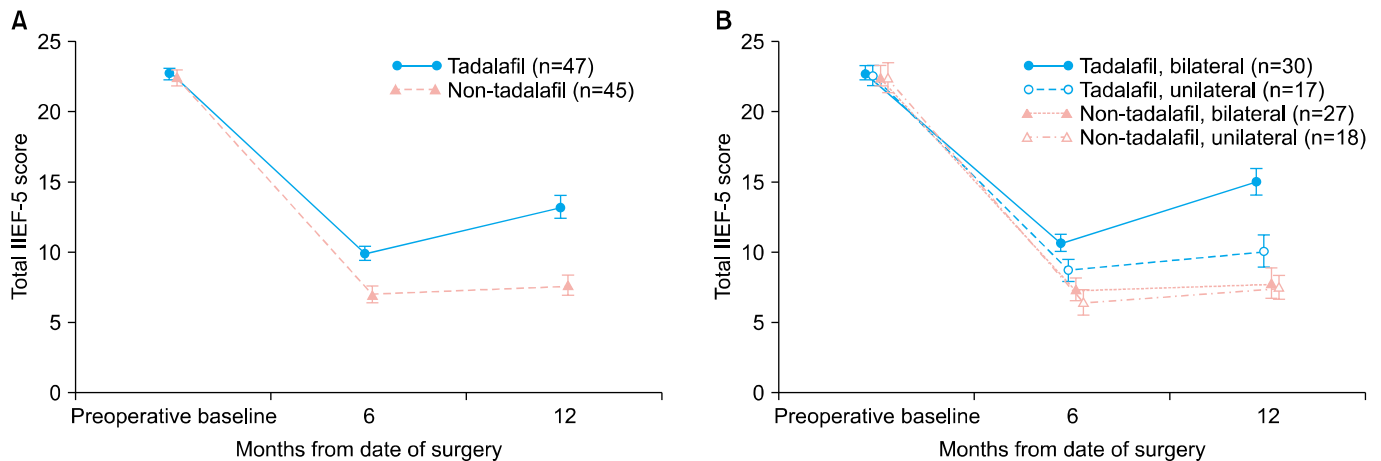 A
25
20
15
10
5
0
Total IIEF-5 score
Tadalafil (n=47)
Non-tadalafil (n=45)
Preoperative baseline
6
12
Months from date of surgery
B
25
20
15
10
5
0
Total IIEF-5 score
Tadalafil, bilateral (n=30)
Tadalafil, unilateral (n=17)
Non-tadalafil, bilateral (n=27)
Non-tadalafil, unilateral (n=18)
Preoperative baseline
6
12
Months from date of surgery